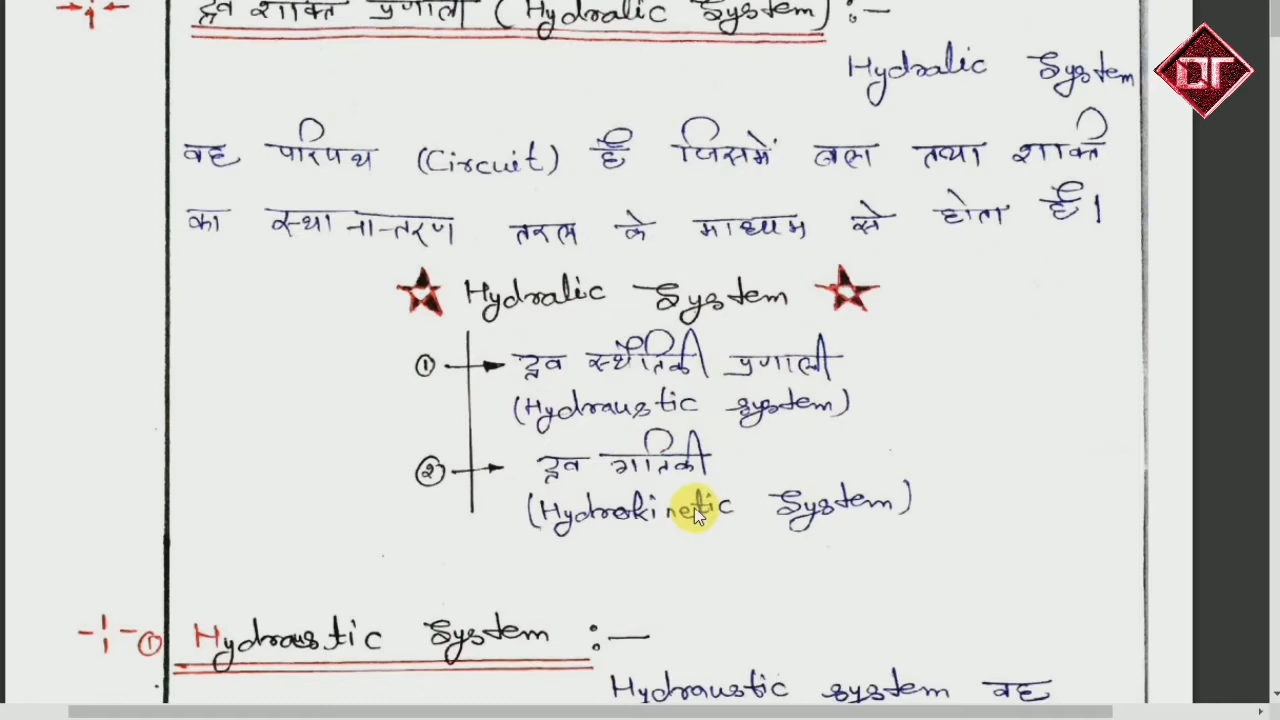 द्रव शक्ति प्रणाली (Hydralic System) :-
DT
Hydralic System
वह परिपथ (Circuit) है जिसमें बल तथा शक्ति
का स्थानान्तरण तरल के माध्यम से होता है।
Hydralic System
① द्रव स्थैतिकी प्रणाली
(Hydraustic system)
② द्रव गतिकी
(Hydrokinetic System)
① Hydraustic System :-
Hydraustic system वह